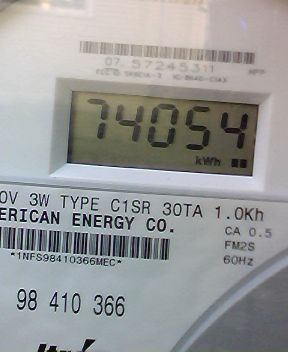 07 57245311
74054
kWh
0V 3W TYPE C1SR 30TA 1.0Kh
ERICAN ENERGY CO.
CA 0.5
FM2S
*1NFS98410366MEC*
60Hz
98 410 366